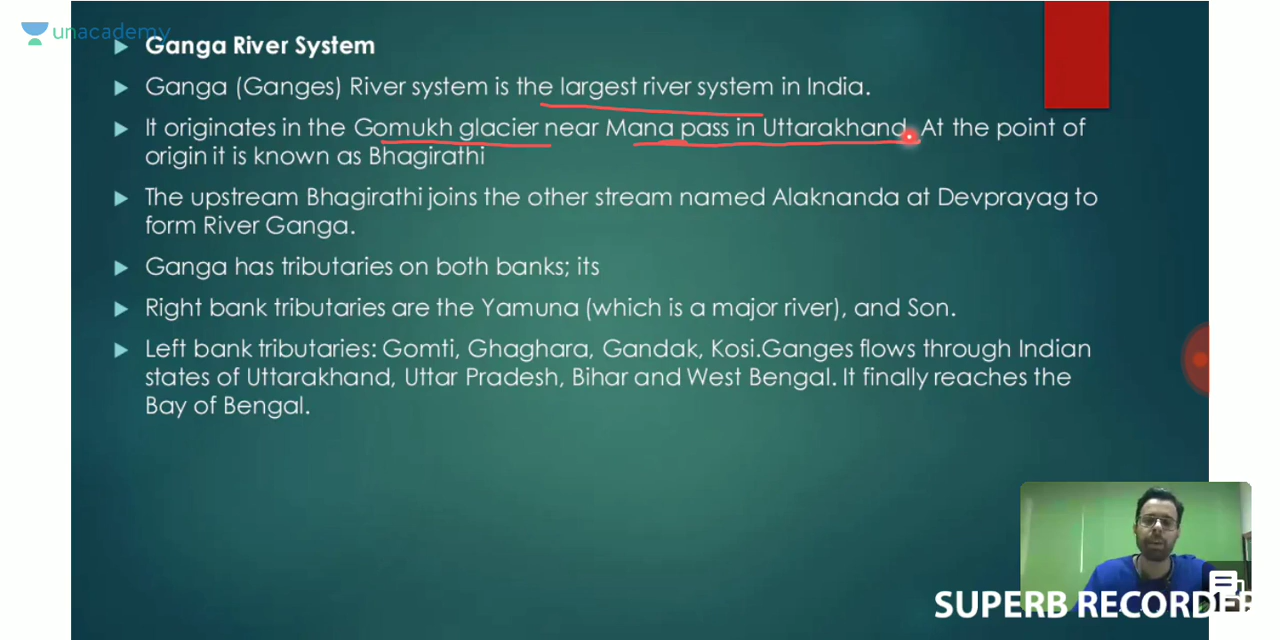 unacademy
Ganga River System
Ganga (Ganges) River system is the largest river system in India.
It originates in the Gomukh glacier near Mana pass in Uttarakhand. At the point of
origin it is known as Bhagirathi
The upstream Bhagirathi joins the other stream named Alaknanda at Devprayag to
form River Ganga.
Ganga has tributaries on both banks; its
Right bank tributaries are the Yamuna (which is a major river), and Son.
Left bank tributaries: Gomti, Ghaghara, Gandak, Kosi.Ganges flows through Indian
states of Uttarakhand, Uttar Pradesh, Bihar and West Bengal. It finally reaches the
Bay of Bengal.
SUPERB RECORDER